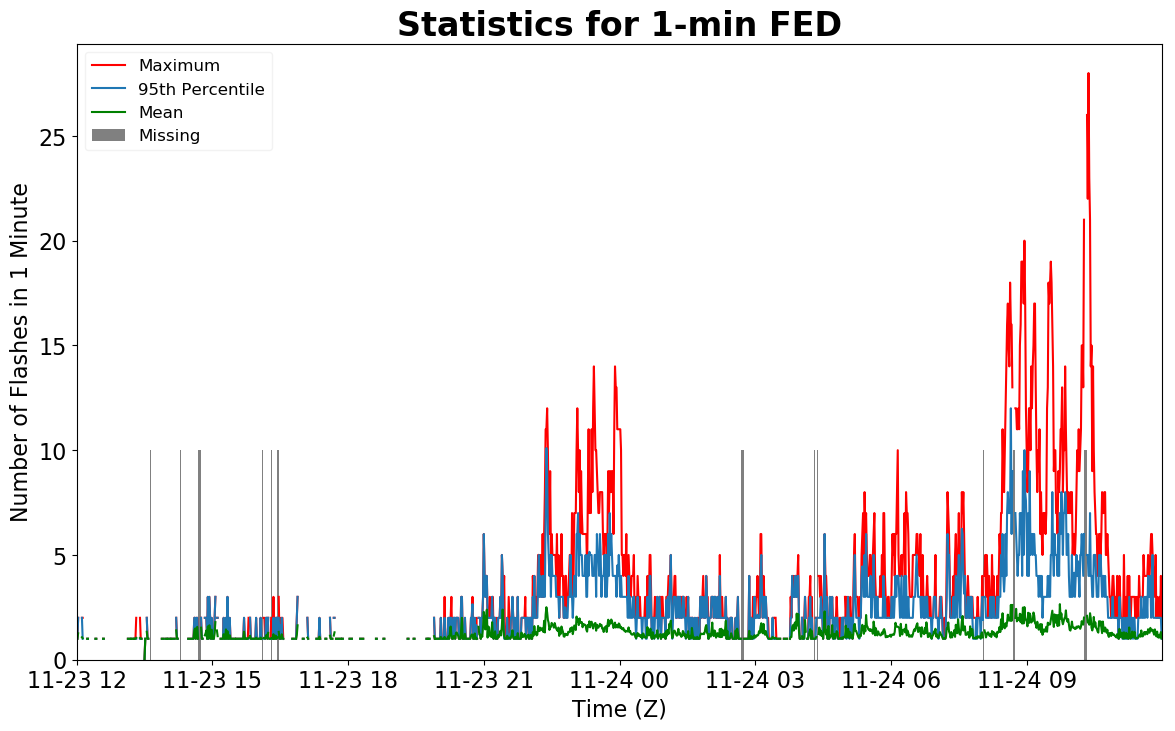 Statistics for 1-min FED
Maximum
95th Percentile
Mean
Missing
Number of Flashes in 1 Minute
25
20
15
10
5
0
11-23 12
11-23 15
11-23 18
11-23 21
11-24 00
11-24 03
11-24 06
11-24 09
Time (Z)